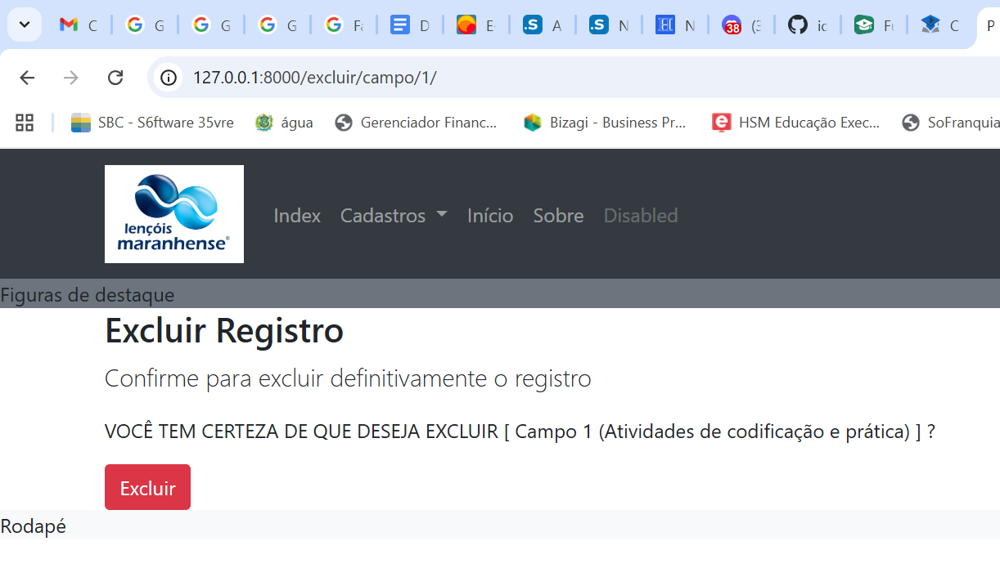 C G G G Fa D E- A N N 38 (3 ic Fu C P
127.0.0.1:8000/excluir/campo/1/
SBC - S6ftware 35vre água Gerenciador Financ... Bizagi - Business Pr... HSM Educação Exec... SoFranquia
lençóis
maranhense®
Index Cadastros Início Sobre Disabled
Figuras de destaque
Excluir Registro
Confirme para excluir definitivamente o registro
VOCÊ TEM CERTEZA DE QUE DESEJA EXCLUIR [ Campo 1 (Atividades de codificação e prática) ] ?
Excluir
Rodapé